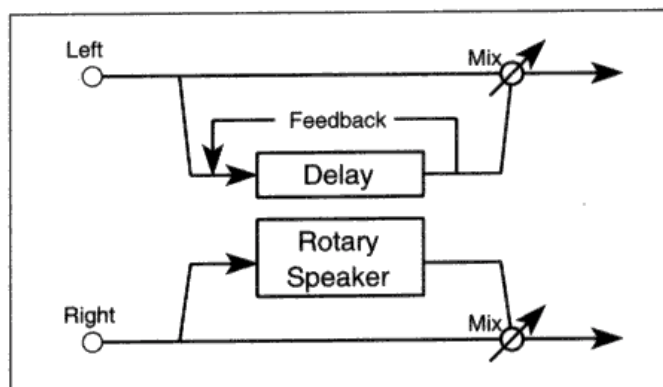 Left
Mix
Feedback
Delay
Rotary
Speaker
Right
Mix